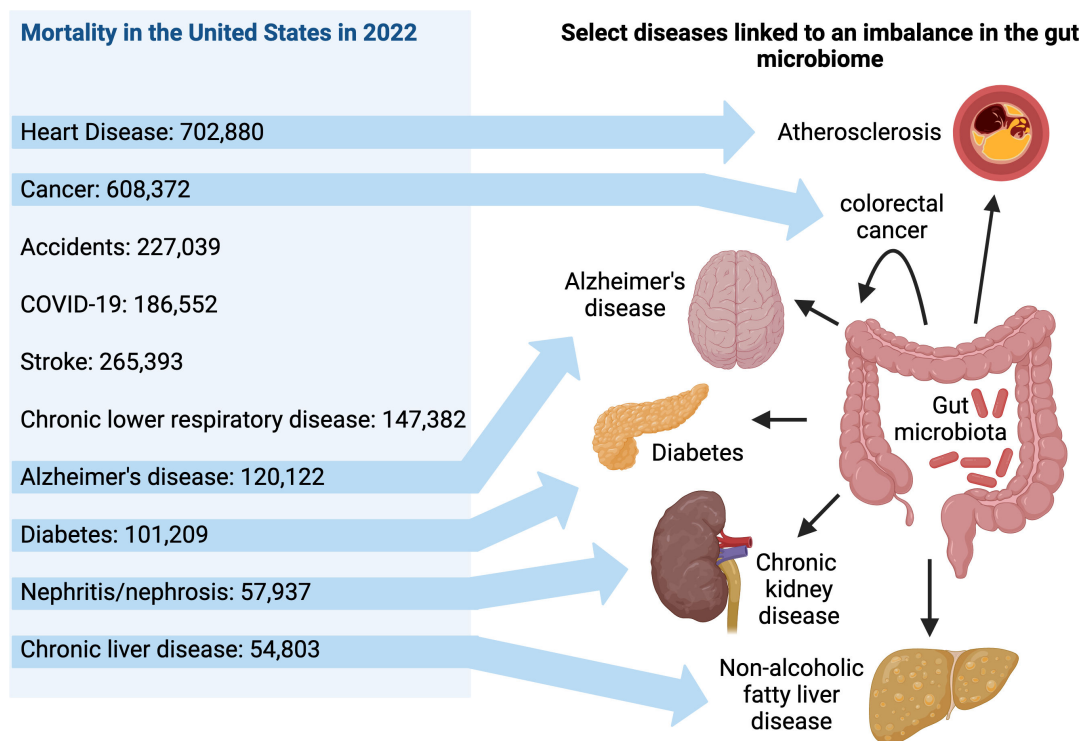 Mortality in the United States in 2022
Heart Disease: 702,880
Cancer: 608,372
Accidents: 227,039
COVID-19: 186,552
Stroke: 265,393
Chronic lower respiratory disease: 147,382
Alzheimer's disease: 120,122
Diabetes: 101,209
Nephritis/nephrosis: 57,937
Chronic liver disease: 54,803
Select diseases linked to an imbalance in the gut
microbiome
Atherosclerosis
colorectal
cancer
Alzheimer's
disease
Gut
microbiota
Diabetes
Chronic
kidney
disease
Non-alcoholic
fatty liver
disease